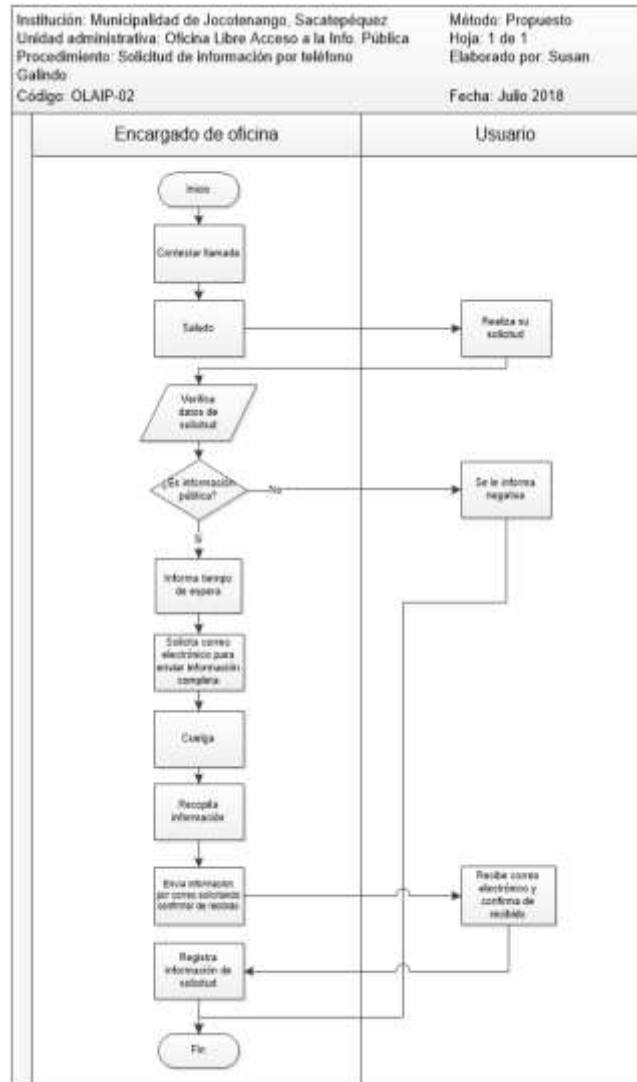 Institución: Municipalidad de Jocotenango, Sacatepéquez
Unidad administrativa: Oficina Libre Acceso a la Info. Pública
Procedimiento: Solicitud de información por teléfono
Galindo
Código: OLAIP-02
Método: Propuesto
Hoja: 1 de 1
Elaborado por: Susan
Fecha: Julio 2018
Encargado de oficina
Usuario
Inicio
Contestar llamada
Saludo
Realiza su
solicitud
Verifica
datos de
solicitud
¿Es información
pública?
No
Se le informa
negativa
Sí
Informa tiempo
de espera
Solicita correo
electrónico para
enviar información
completa
Cuelga
Recopila
información
Envía información
por correo solicitando
confirmar de recibido
Recibe correo
electrónico y
confirma de
recibido
Registra
información de
solicitud
Fin